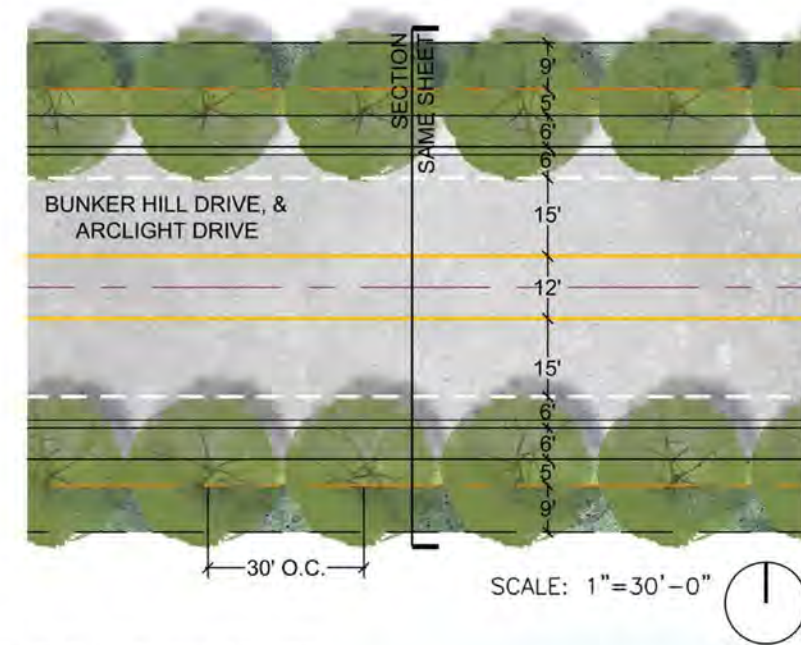 SECTION
SAME SHEET
9'
5'
6'
6'
15'
BUNKER HILL DRIVE, &
ARCLIGHT DRIVE
12'
15'
6'
6'
5'
9'
30' O.C.
SCALE: 1"=30'-0"